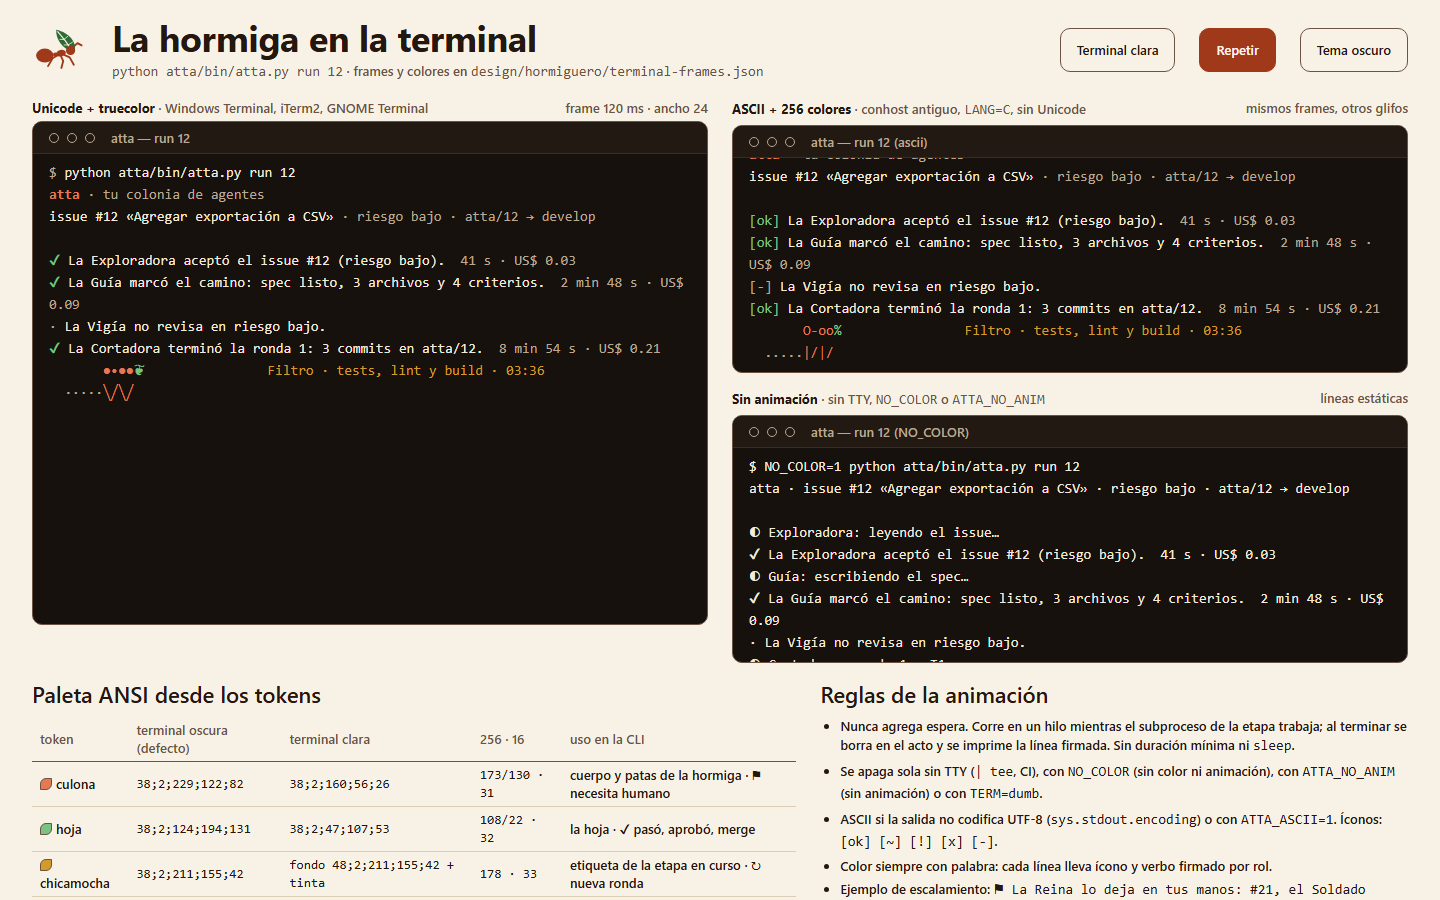 La hormiga en la terminal
python atta/bin/atta.py run 12 · frames y colores en design/hormiguero/terminal-frames.json
Terminal clara
Repetir
Tema oscuro
Unicode + truecolor · Windows Terminal, iTerm2, GNOME Terminal
frame 120 ms · ancho 24
atta — run 12
$ python atta/bin/atta.py run 12
atta · tu colonia de agentes
issue #12 «Agregar exportación a CSV» · riesgo bajo · atta/12 → develop
✓ La Exploradora aceptó el issue #12 (riesgo bajo).  41 s · US$ 0.03
✓ La Guía marcó el camino: spec listo, 3 archivos y 4 criterios.  2 min 48 s · US$
0.09
· La Vigía no revisa en riesgo bajo.
✓ La Cortadora terminó la ronda 1: 3 commits en atta/12.  8 min 54 s · US$ 0.21
Filtro · tests, lint y build · 03:36
·····\/\/
ASCII + 256 colores · conhost antiguo, LANG=C, sin Unicode
mismos frames, otros glifos
atta — run 12 (ascii)
issue #12 «Agregar exportación a CSV» · riesgo bajo · atta/12 → develop
[ok] La Exploradora aceptó el issue #12 (riesgo bajo).  41 s · US$ 0.03
[ok] La Guía marcó el camino: spec listo, 3 archivos y 4 criterios.  2 min 48 s ·
US$ 0.09
[-] La Vigía no revisa en riesgo bajo.
[ok] La Cortadora terminó la ronda 1: 3 commits en atta/12.  8 min 54 s · US$ 0.21
O-oo% Filtro · tests, lint y build · 03:36
.....|/|/
Sin animación · sin TTY, NO_COLOR o ATTA_NO_ANIM
líneas estáticas
atta — run 12 (NO_COLOR)
$ NO_COLOR=1 python atta/bin/atta.py run 12
atta · issue #12 «Agregar exportación a CSV» · riesgo bajo · atta/12 → develop
◐ Exploradora: leyendo el issue…
✓ La Exploradora aceptó el issue #12 (riesgo bajo).  41 s · US$ 0.03
◐ Guía: escribiendo el spec…
✓ La Guía marcó el camino: spec listo, 3 archivos y 4 criterios.  2 min 48 s · US$
0.09
· La Vigía no revisa en riesgo bajo.
Paleta ANSI desde los tokens
token
terminal oscura
(defecto)
terminal clara
256 · 16
uso en la CLI
culona
38;2;229;122;82
38;2;160;56;26
173/130 ·
31
cuerpo y patas de la hormiga · ⚑
necesita humano
hoja
38;2;124;194;131
38;2;47;107;53
108/22 ·
32
la hoja · ✓ pasó, aprobó, merge
chicamocha
38;2;211;155;42
fondo 48;2;211;155;42 +
tinta
178 · 33
etiqueta de la etapa en curso · ↻
nueva ronda
Reglas de la animación
• Nunca agrega espera. Corre en un hilo mientras el subproceso de la etapa trabaja; al terminar se
borra en el acto y se imprime la línea firmada. Sin duración mínima ni sleep.
• Se apaga sola sin TTY (| tee, CI), con NO_COLOR (sin color ni animación), con ATTA_NO_ANIM
(sin animación) o con TERM=dumb.
• ASCII si la salida no codifica UTF-8 (sys.stdout.encoding) o con ATTA_ASCII=1. Íconos:
[ok] [~] [!] [x] [-].
• Color siempre con palabra: cada línea lleva ícono y verbo firmado por rol.
• Ejemplo de escalamiento: ⚑ La Reina lo deja en tus manos: #21, el Soldado